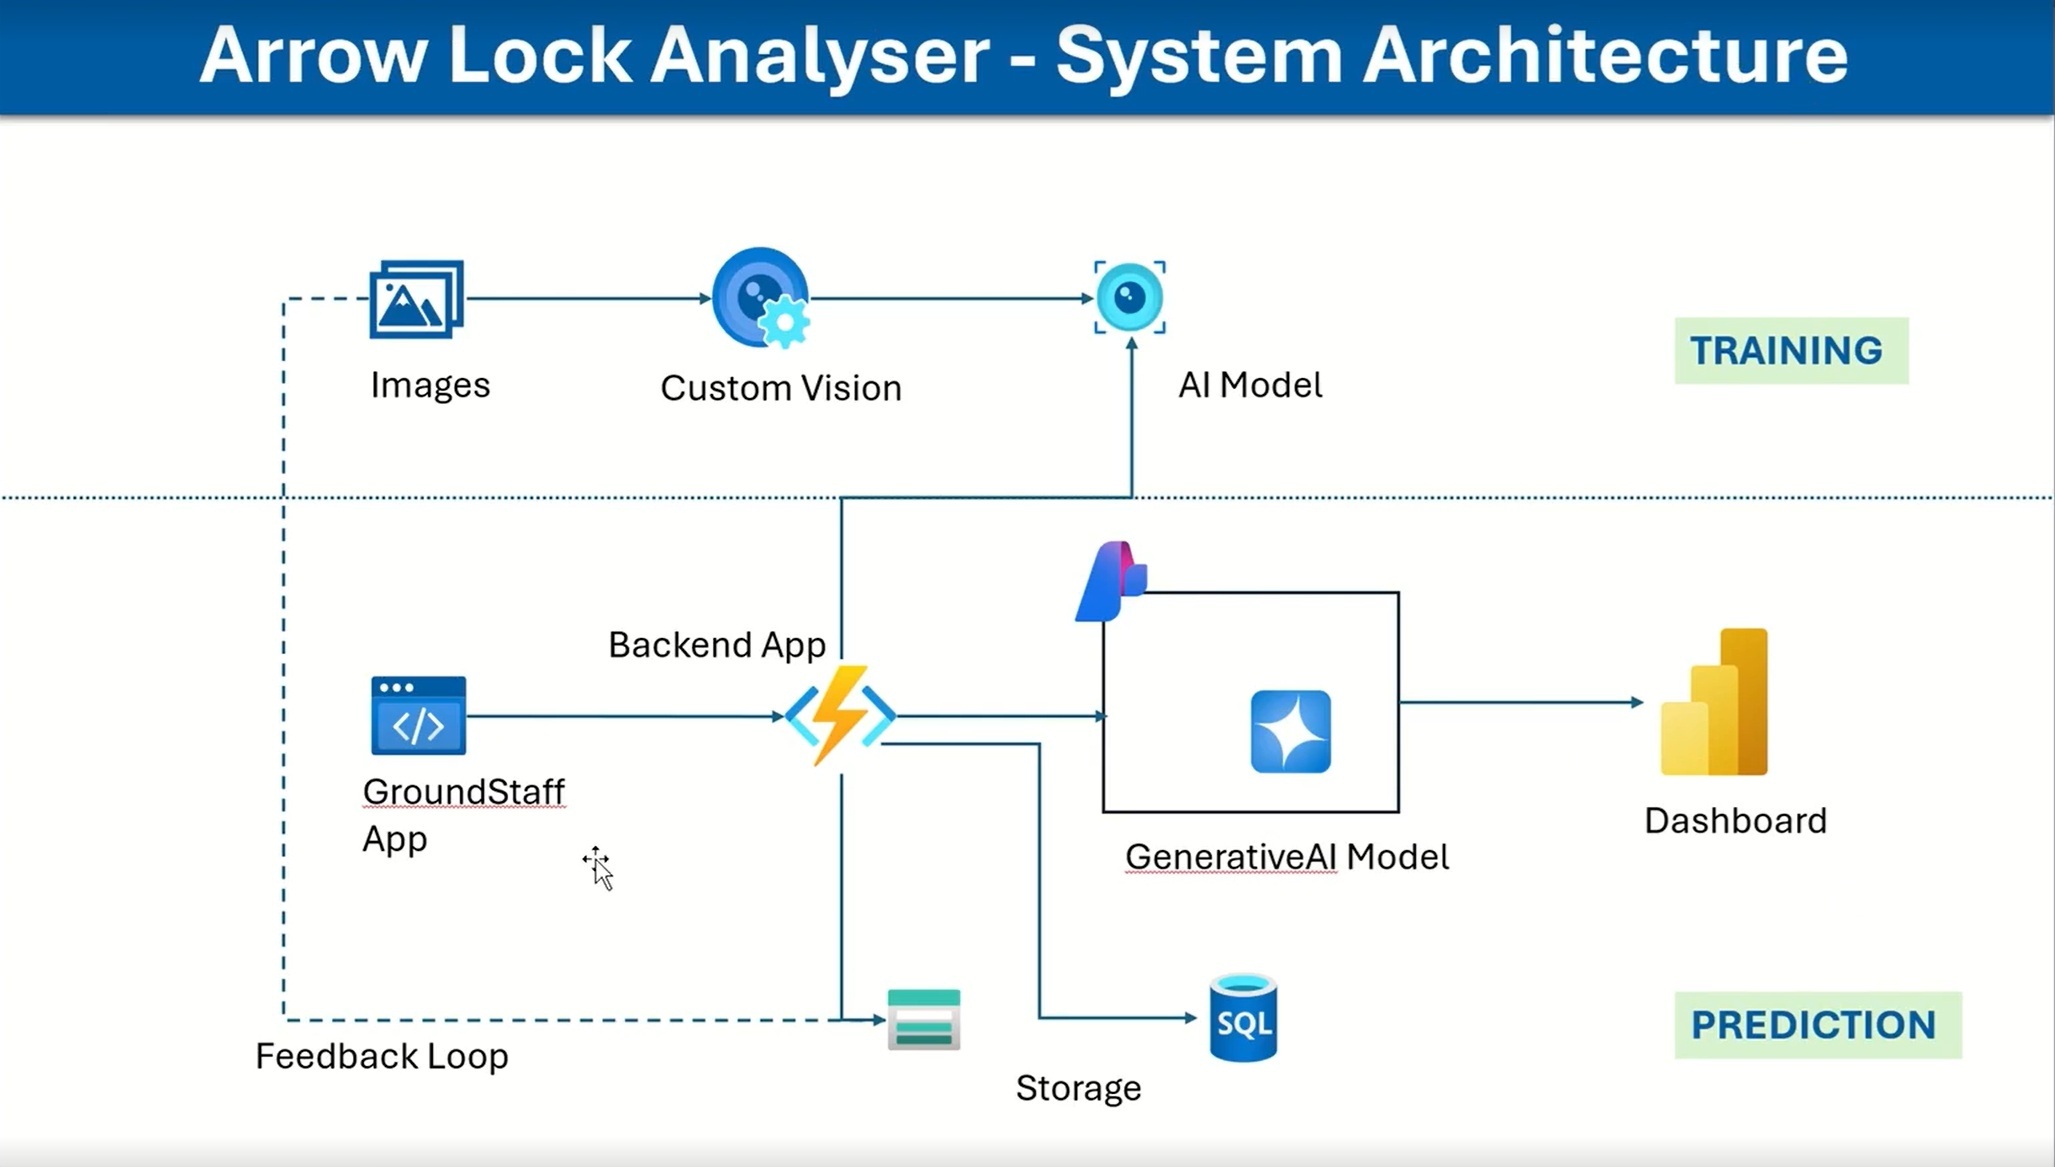 Arrow Lock Analyser - System Architecture
Images
Custom Vision
AI Model
TRAINING
Backend App
GroundStaff
App
GenerativeAI Model
Dashboard
Feedback Loop
SQL
Storage
PREDICTION